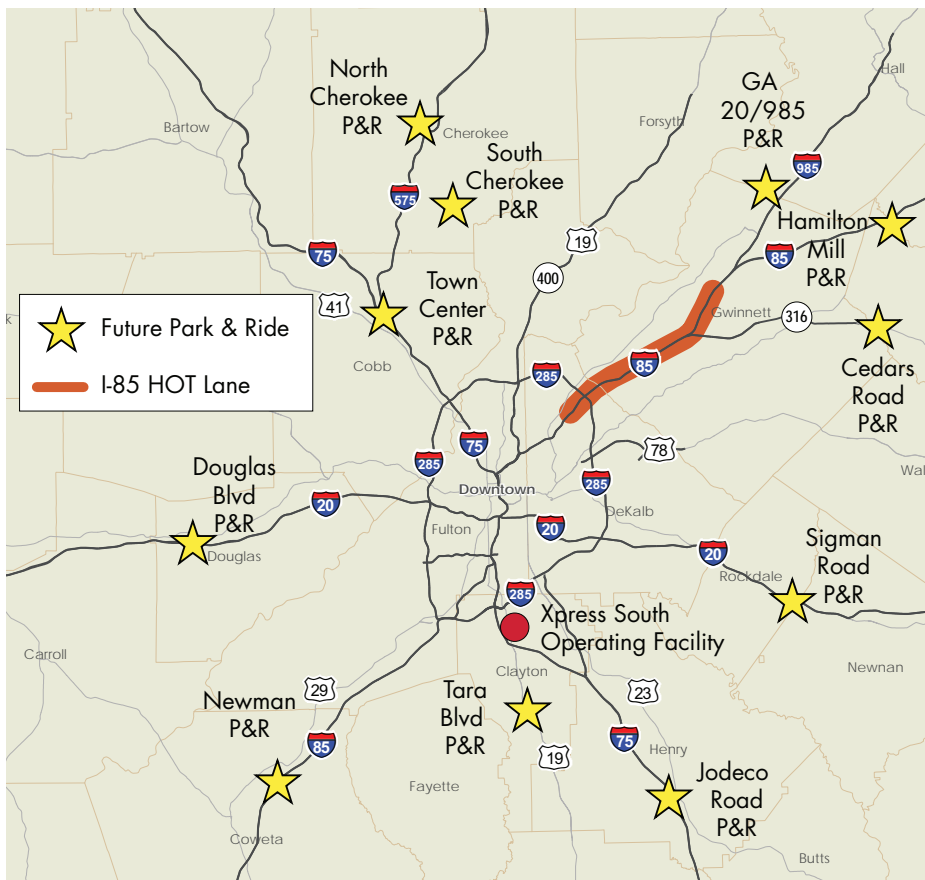 North
Cherokee
P&R
Bartow
Cherokee
575
South
Cherokee
P&R
Forsyth
GA
20/985
P&R
Hall
985
Hamilton
Mill
P&R
75
41
19
400
85
Town
Center
P&R
Gwinnett
316
Future Park & Ride
I-85 HOT Lane
Cobb
285
85
Cedars
Road
P&R
75
285
78
285
Wal
Douglas
Blvd
P&R
20
Douglas
Downtown
Fulton
20
DeKalb
20
Rockdale
Sigman
Road
P&R
285
Xpress South
Operating Facility
Carroll
Clayton
Newnan
29
Newman
P&R
85
Tara
Blvd
P&R
23
19
75
Henry
Fayette
Jodeco
Road
P&R
Coweta
Butts